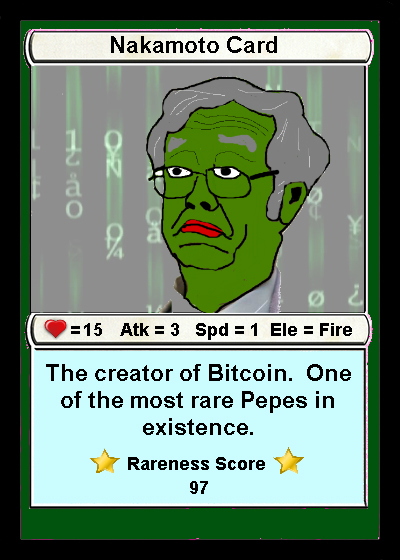 Nakamoto Card
=15 Atk = 3 Spd = 1 Ele = Fire
The creator of Bitcoin. One
of the most rare Pepes in
existence.
Rareness Score
97